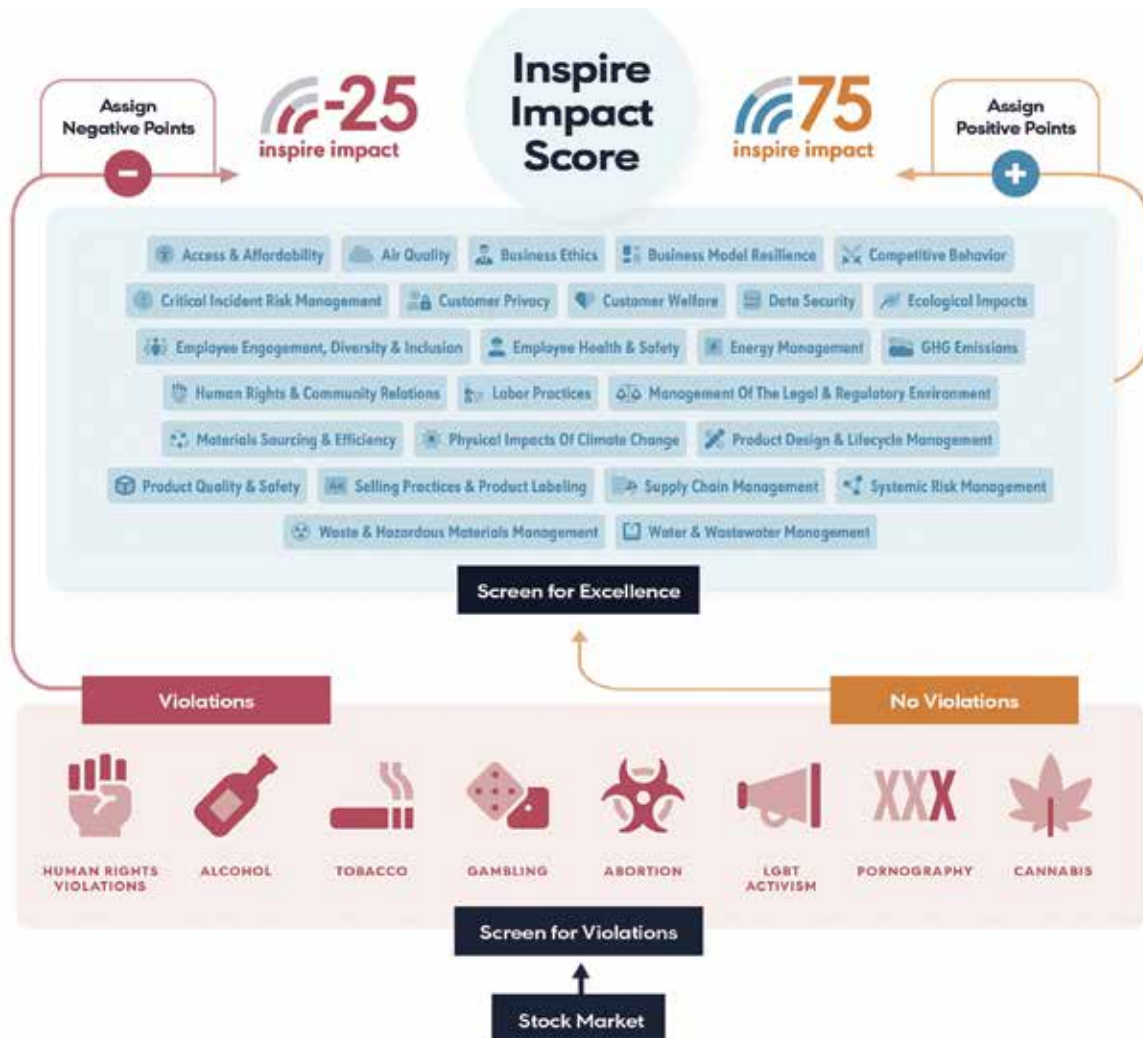 Inspire
Impact
Score
Assign
Negative Points
-25
inspire impact
75
inspire impact
Assign
Positive Points
Access & Affordability
Air Quality
Business Ethics
Business Model Resilience
Competitive Behavior
Critical Incident Risk Management
Customer Privacy
Customer Welfare
Data Security
Ecological Impacts
Employee Engagement, Diversity & Inclusion
Employee Health & Safety
Energy Management
GHG Emissions
Human Rights & Community Relations
Labor Practices
Management Of The Legal & Regulatory Environment
Materials Sourcing & Efficiency
Physical Impacts Of Climate Change
Product Design & Lifecycle Management
Product Quality & Safety
Selling Practices & Product Labeling
Supply Chain Management
Systemic Risk Management
Waste & Hazardous Materials Management
Water & Wastewater Management
Screen for Excellence
Violations
No Violations
XXX
HUMAN RIGHTS
VIOLATIONS
ALCOHOL
TOBACCO
GAMBLING
ABORTION
LGBT
ACTIVISM
PORNOGRAPHY
CANNABIS
Screen for Violations
Stock Market